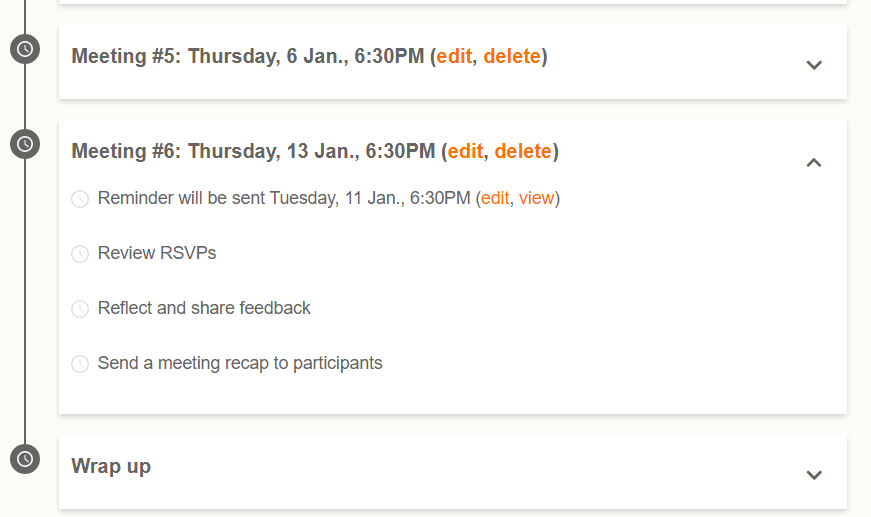 Meeting #5: Thursday, 6 Jan., 6:30PM (edit, delete)
Meeting #6: Thursday, 13 Jan., 6:30PM (edit, delete)
Reminder will be sent Tuesday, 11 Jan., 6:30PM (edit, view)
Review RSVPs
Reflect and share feedback
Send a meeting recap to participants
Wrap up